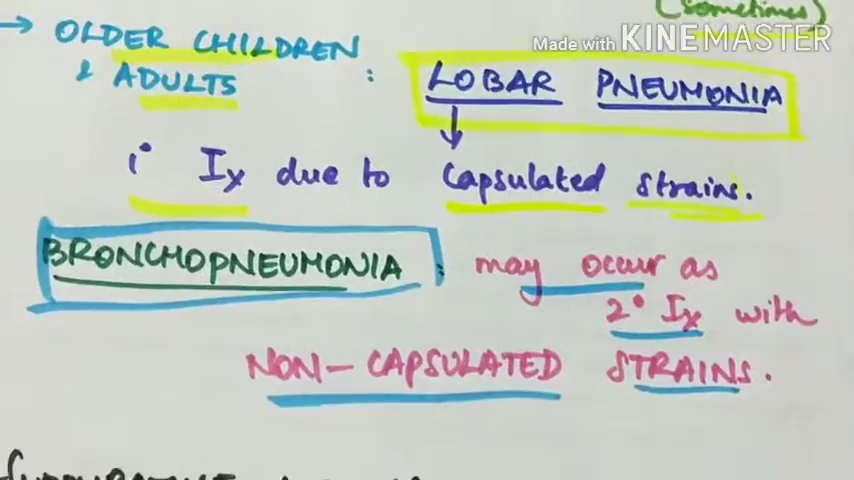 (Sometimes)
Made with KINEMASTER
→ OLDER CHILDREN
& ADULTS : LOBAR PNEUMONIA
1° Ix due to Capsulated strains.
BRONCHOPNEUMONIA : may occur as
2° Ix with
NON-CAPSULATED STRAINS.